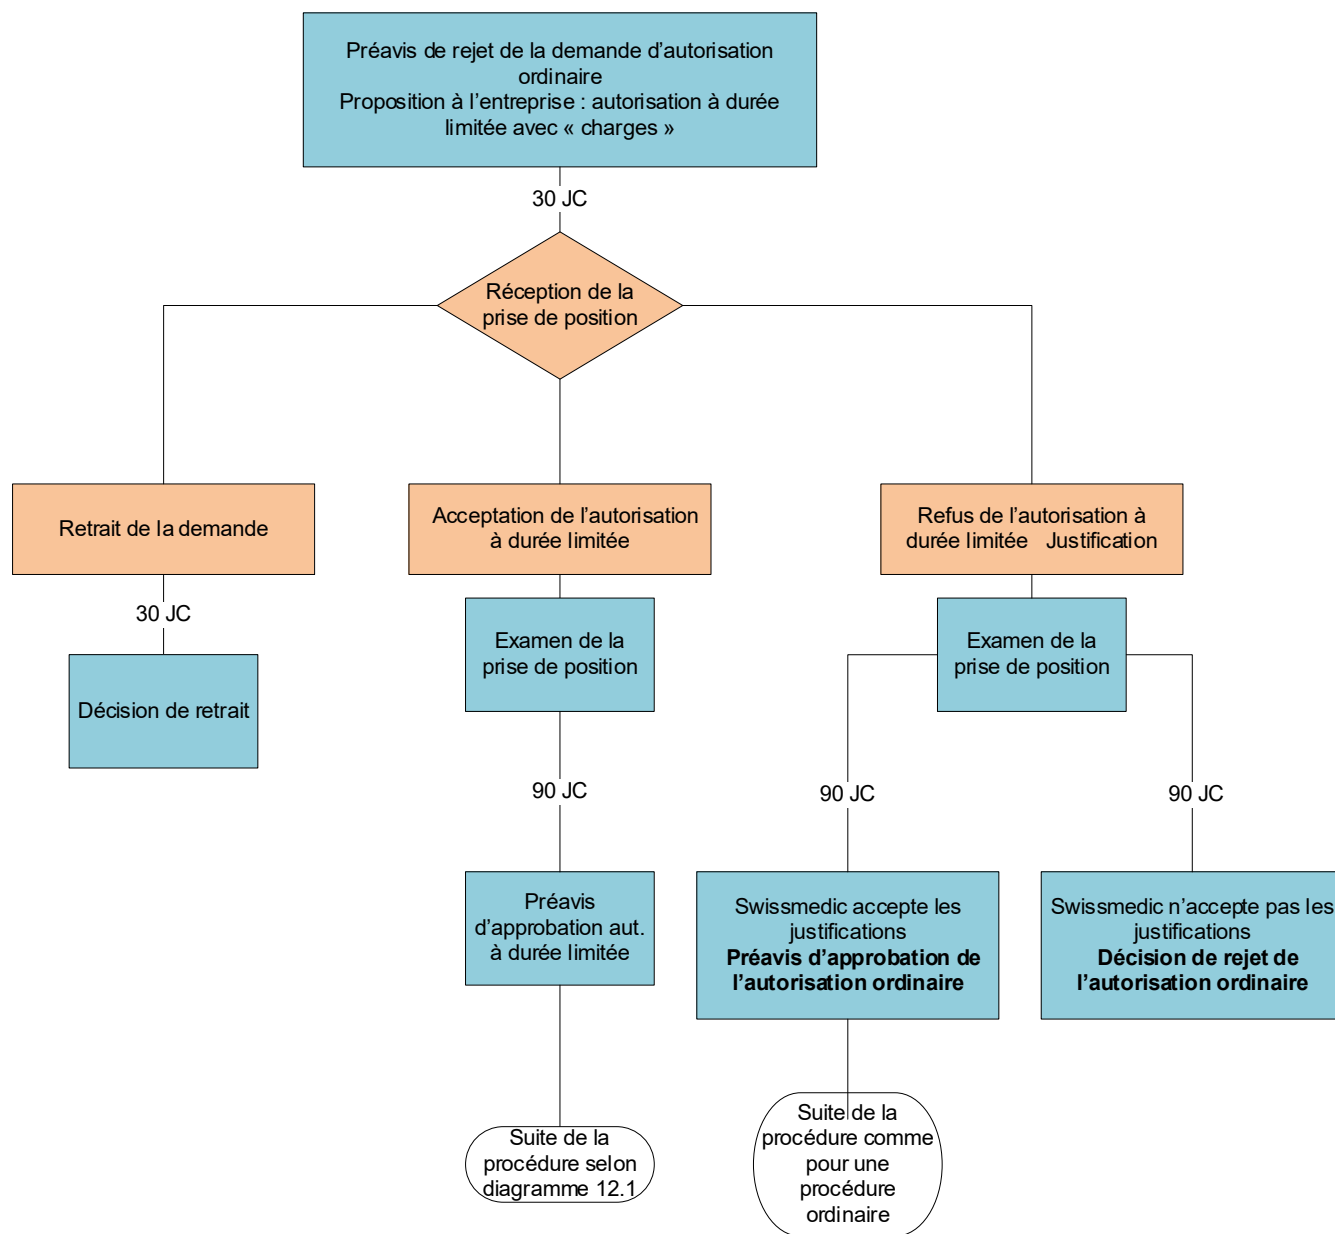 Préavis de rejet de la demande d'autorisation
ordinaire
Proposition à l'entreprise : autorisation à durée
limitée avec « charges »
30 JC
Réception de la
prise de position
Retrait de la demande
30 JC
Décision de retrait
Acceptation de l'autorisation
à durée limitée
Examen de la
prise de position
90 JC
Préavis
d'approbation aut.
à durée limitée
Suite de la
procédure selon
diagramme 12.1
Refus de l'autorisation à
durée limitée   Justification
Examen de la
prise de position
90 JC
Swissmedic accepte les
justifications
Préavis d'approbation de
l'autorisation ordinaire
Suite de la
procédure comme
pour une
procédure
ordinaire
90 JC
Swissmedic n'accepte pas les
justifications
Décision de rejet de
l'autorisation ordinaire